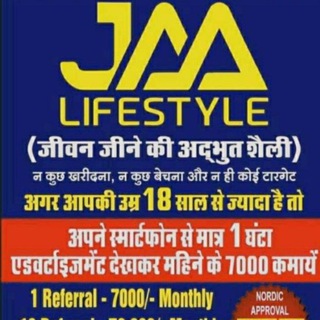 JAA
LIFESTYLE
(जीवन जीने की अद्भुत शैली)
न कुछ खरीदना, न कुछ बेचना और न ही कोई टारगेट
अगर आपकी उम्र 18 साल से ज्यादा है तो
अपने स्मार्टफोन से मात्र 1 घंटा
एडवर्टाइजमेंट देखकर महिने के 7000 कमायें
1 Referral - 7000/- Monthly
NORDIC
APPROVAL